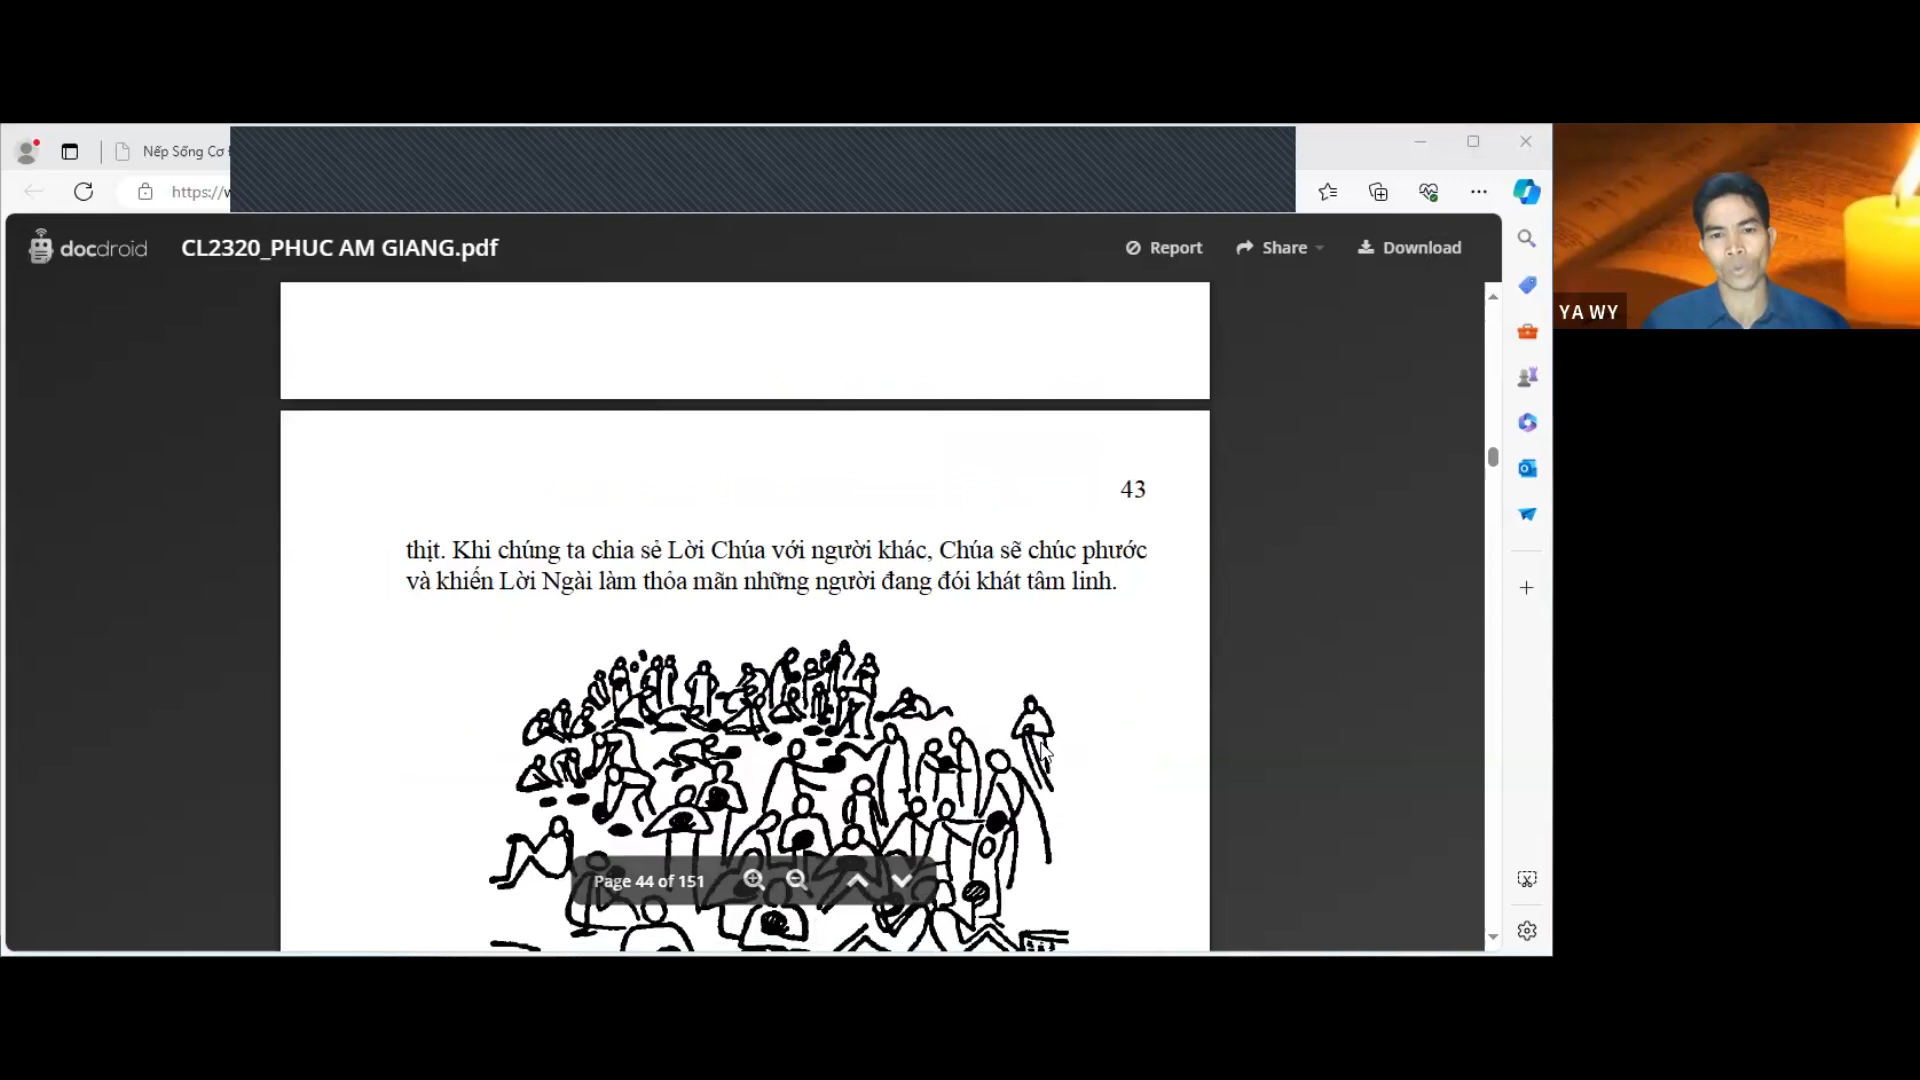 Nếp Sống Cơ
https://w
docdroid
CL2320_PHUC AM GIANG.pdf
Report
Share
Download
YA WY
43
thịt. Khi chúng ta chia sẻ Lời Chúa với người khác, Chúa sẽ chúc phước
và khiến Lời Ngài làm thỏa mãn những người đang đói khát tâm linh.
Page 44 of 151